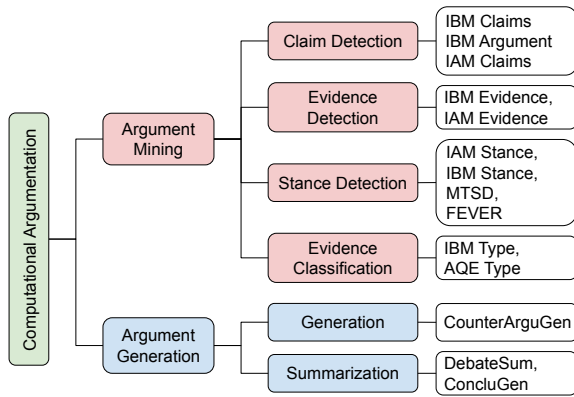 Computational Argumentation
Argument
Mining
Claim Detection
IBM Claims
IBM Argument
IAM Claims
Evidence
Detection
IBM Evidence,
IAM Evidence
Stance Detection
IAM Stance,
IBM Stance,
MTSD,
FEVER
Evidence
Classification
IBM Type,
AQE Type
Argument
Generation
Generation
CounterArguGen
Summarization
DebateSum,
ConcluGen